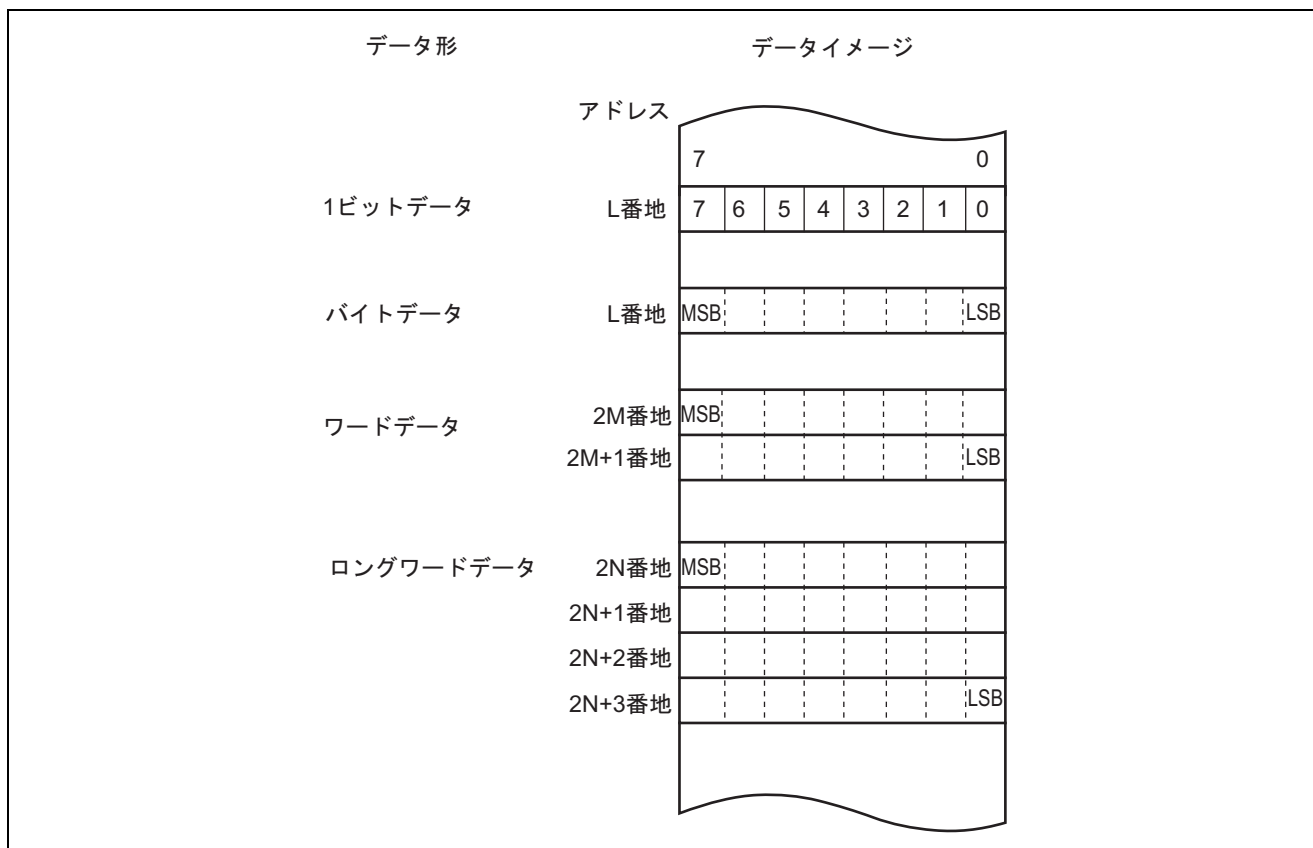 データ形 データイメージ
アドレス
7 0
1ビットデータ L番地 7 6 5 4 3 2 1 0
バイトデータ L番地 MSB LSB
ワードデータ 2M番地 MSB
2M+1番地 LSB
ロングワードデータ 2N番地 MSB
2N+1番地
2N+2番地
2N+3番地 LSB